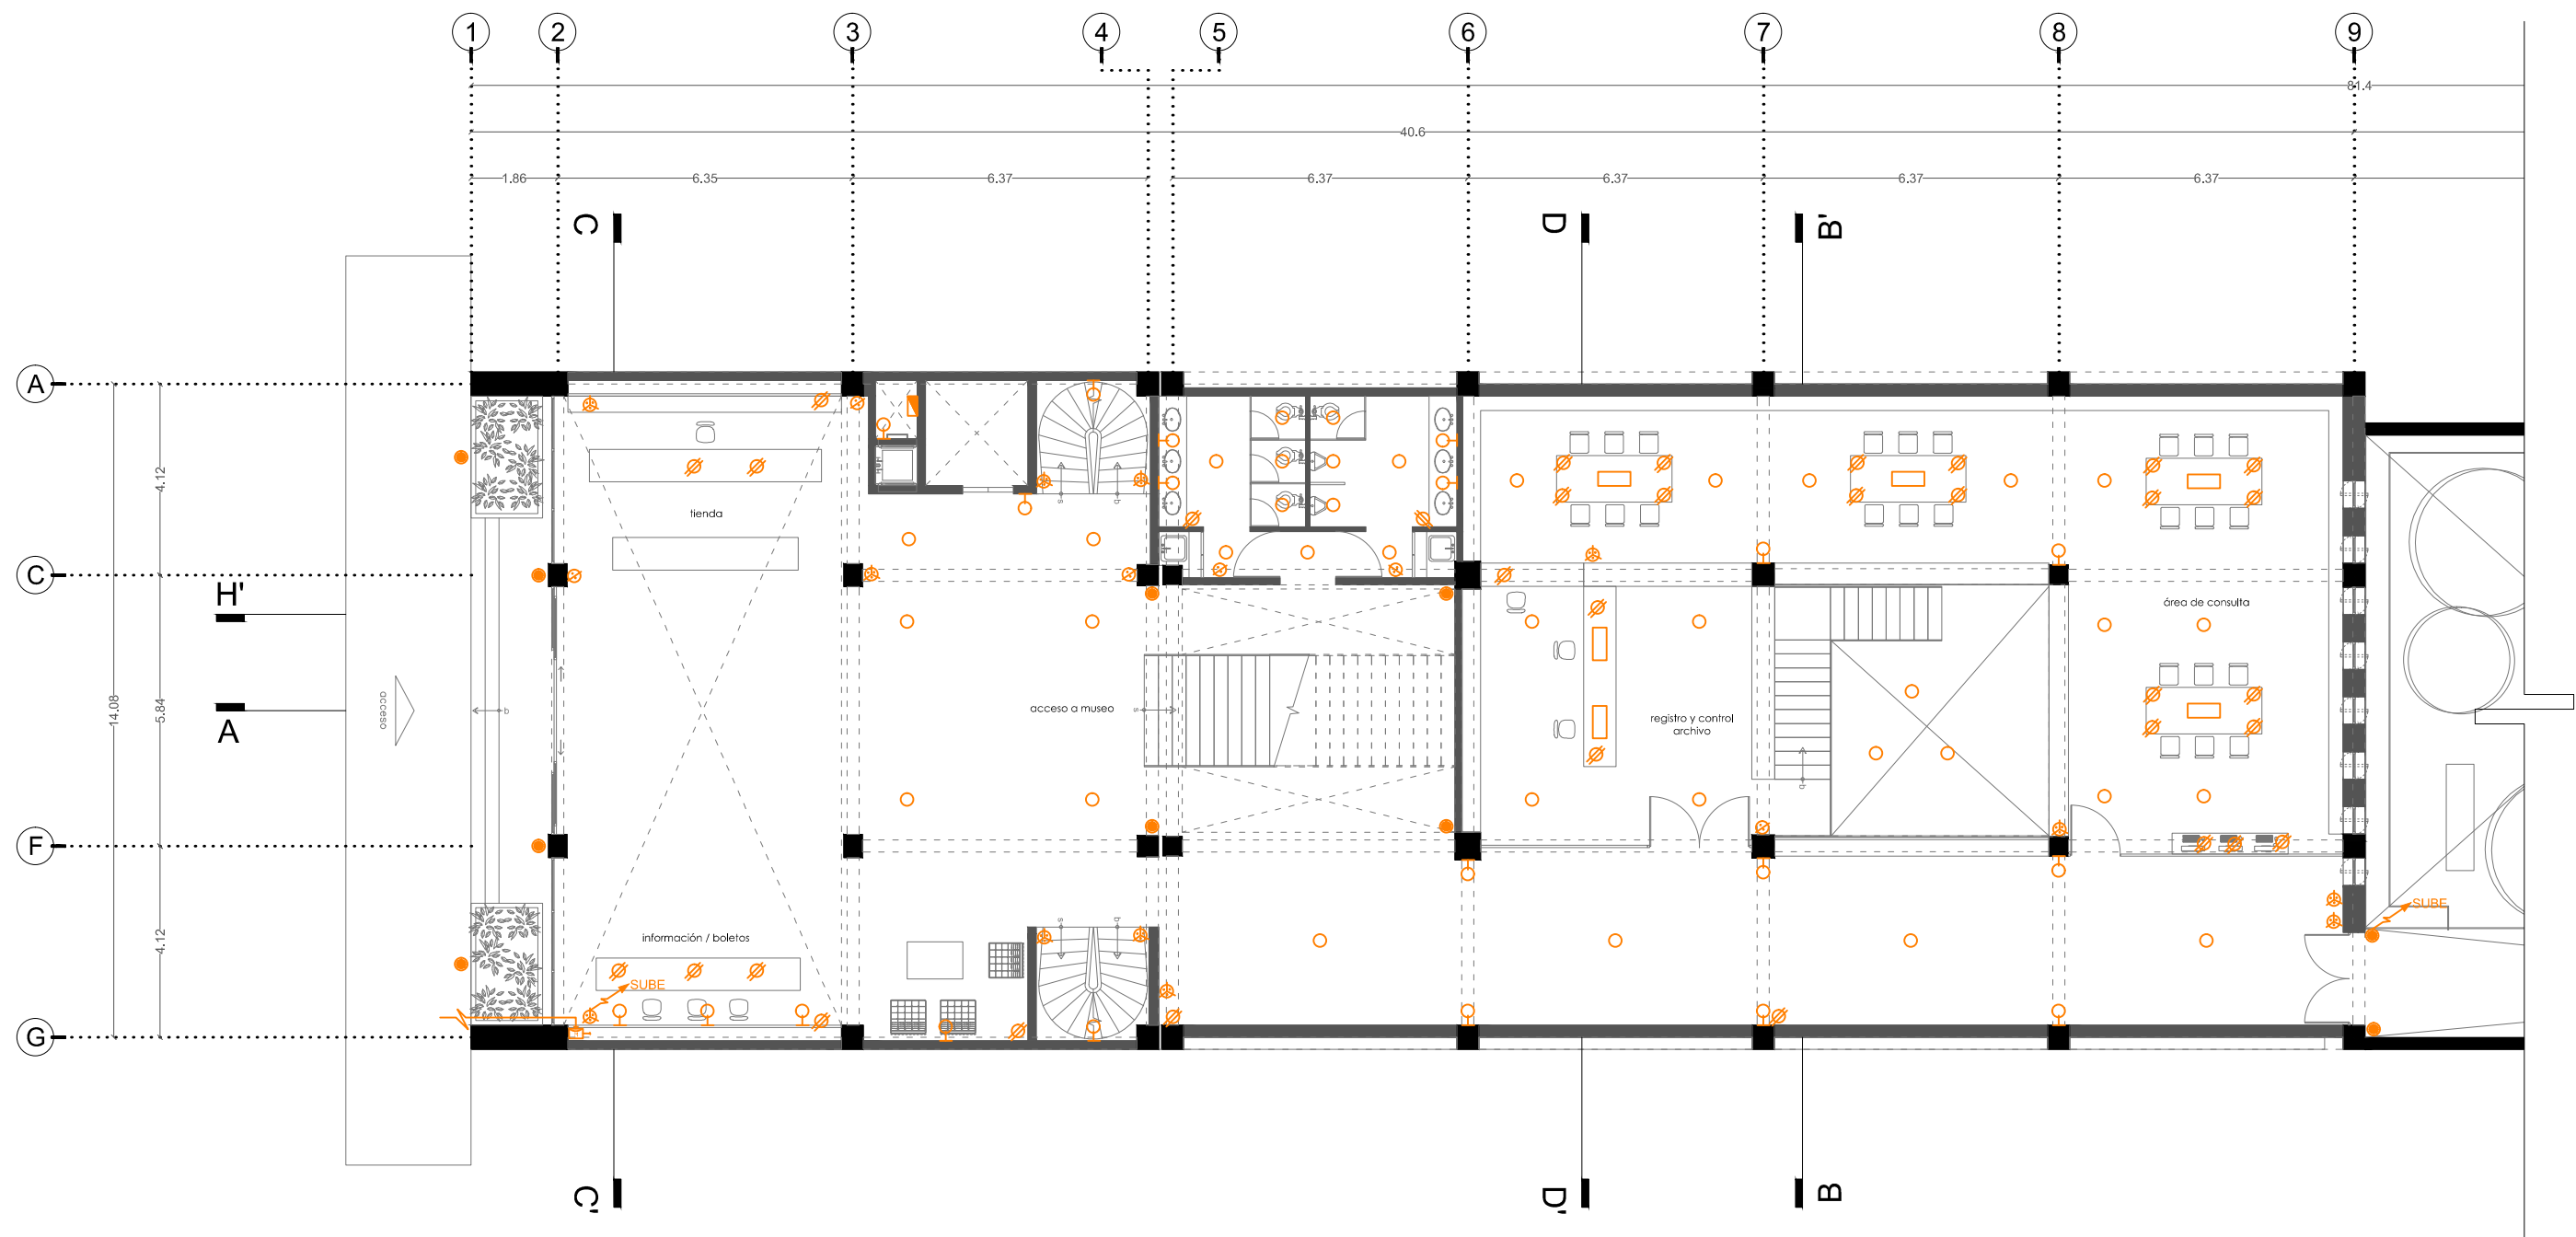 1 2 3 4 5 6 7 8 9
81.4
40.6
1.86 6.35 6.37 6.37 6.37 6.37 6.37
C D B'
A
4.12
tienda
s b
C
H'
área de consulta
acceso
14.08 5.84
b
acceso a museo
s
registro y control
archivo
A
b
F
SUBE
s b
información / boletos
4.12
SUBE
G
C' D' B